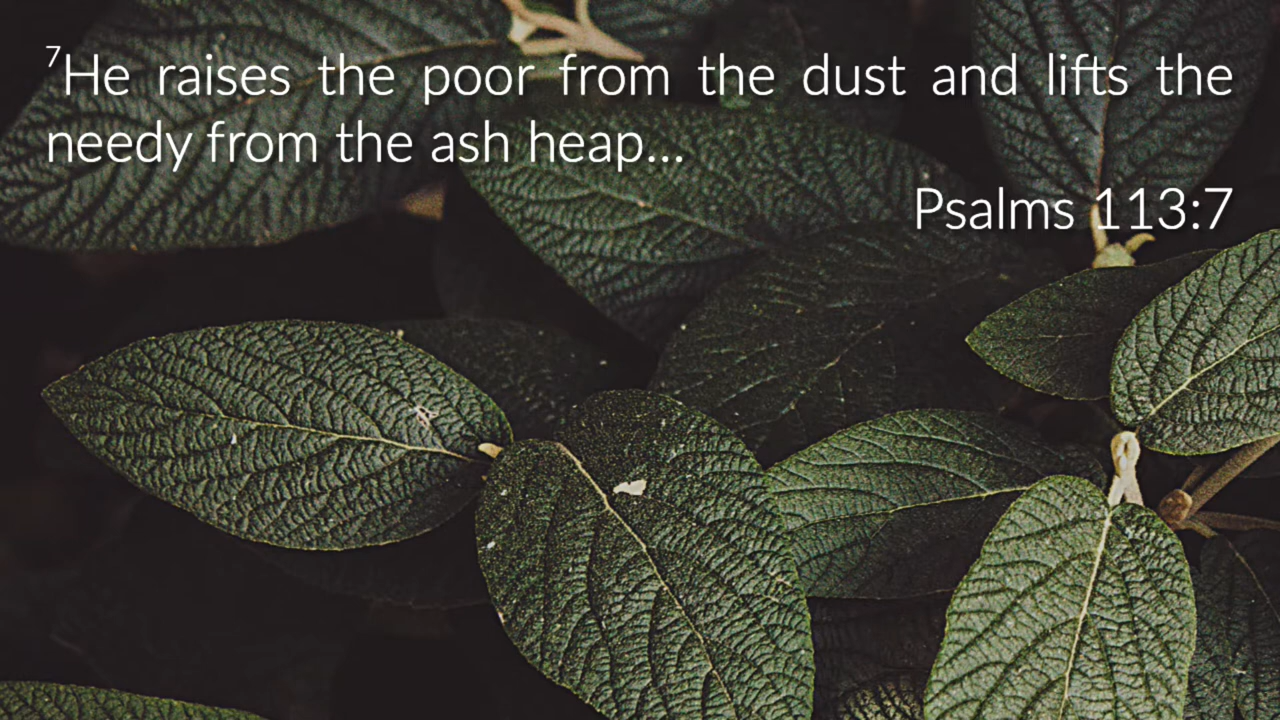 ⁷He raises the poor from the dust and lifts the
needy from the ash heap...
Psalms 113:7